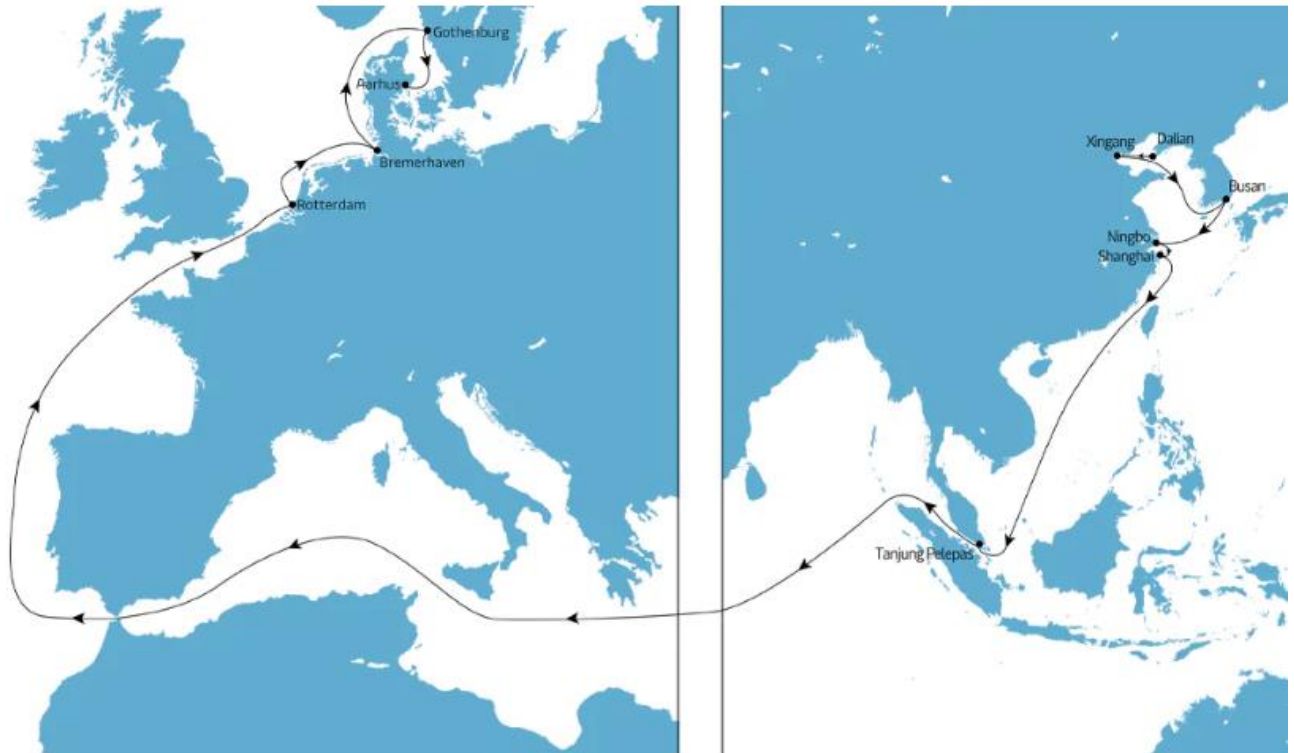 Gothenburg
Aarhus
Bremerhaven
Rotterdam
Xingang
Dalian
Busan
Ningbo
Shanghai
Tanjung Pelepas